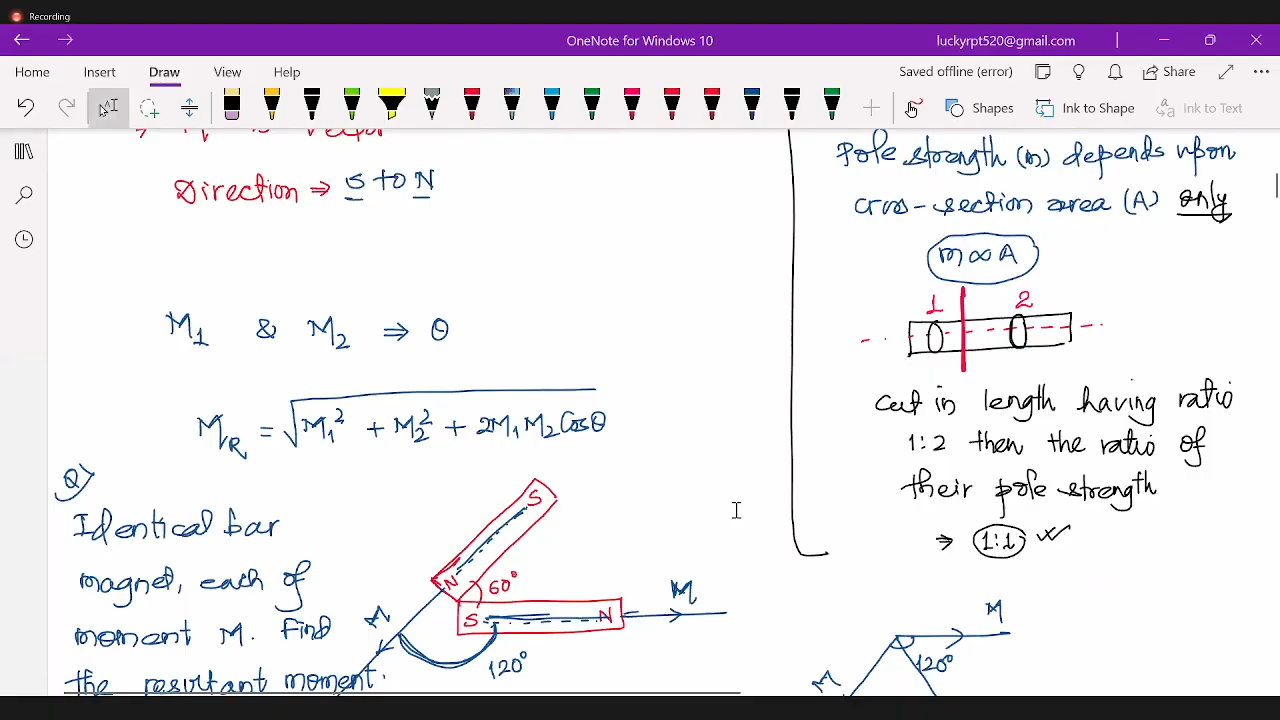 Recording
OneNote for Windows 10
luckyrpt520@gmail.com
Home Insert Draw View Help
Saved offline (error) Share
Shapes Ink to Shape Ink to Text
is vector
Direction ⇒ S to N
M1 & M2 ⇒ θ
MR = √M1² + M2² + 2M1M2Cosθ
Q)
Identical bar
magnet, each of
moment M. Find
the resultant moment.
S
N
60°
S N
M
M
120°
Pole strength (m) depends upon
cross-section area (A) only
m∝A
1 2
cut in length having ratio
1:2 then the ratio of
their pole strength
⇒ 1:1
M
120°
M